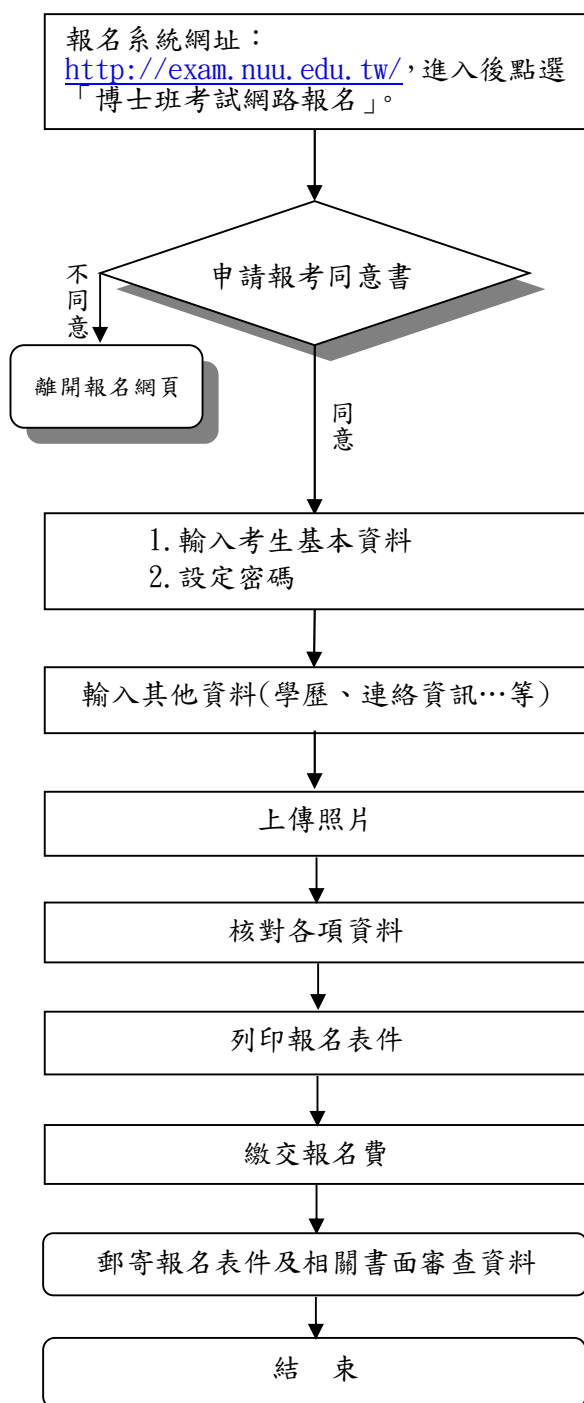 報名系統網址：
http://exam.nuu.edu.tw/，進入後點選
「博士班考試網路報名」。
申請報考同意書
不同意
離開報名網頁
同意
1.輸入考生基本資料
2.設定密碼
輸入其他資料(學歷、連絡資訊…等)
上傳照片
核對各項資料
列印報名表件
繳交報名費
郵寄報名表件及相關書面審查資料
結　束